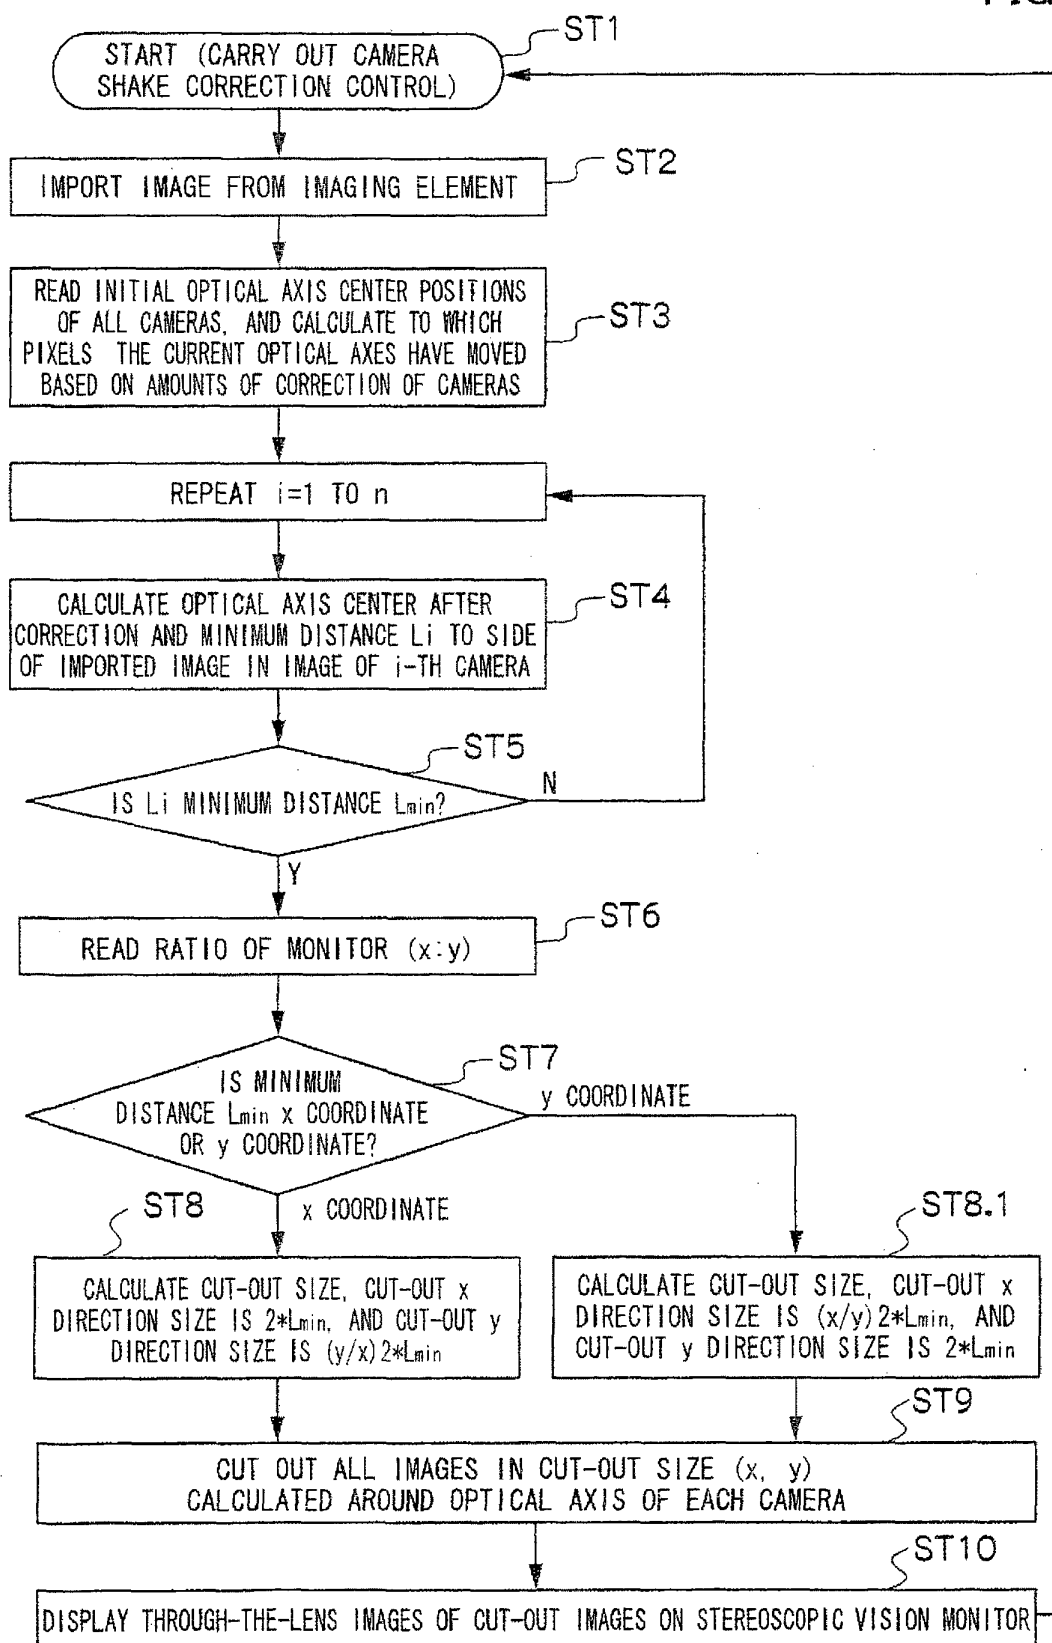 START (CARRY OUT CAMERA
SHAKE CORRECTION CONTROL)
ST1
IMPORT IMAGE FROM IMAGING ELEMENT
ST2
READ INITIAL OPTICAL AXIS CENTER POSITIONS
OF ALL CAMERAS, AND CALCULATE TO WHICH
PIXELS THE CURRENT OPTICAL AXES HAVE MOVED
BASED ON AMOUNTS OF CORRECTION OF CAMERAS
ST3
REPEAT i=1 TO n
CALCULATE OPTICAL AXIS CENTER AFTER
CORRECTION AND MINIMUM DISTANCE Li TO SIDE
OF IMPORTED IMAGE IN IMAGE OF i-TH CAMERA
ST4
ST5
IS Li MINIMUM DISTANCE Lmin?
N
Y
READ RATIO OF MONITOR (x:y)
ST6
ST7
IS MINIMUM
DISTANCE Lmin x COORDINATE
OR y COORDINATE?
y COORDINATE
x COORDINATE
ST8
CALCULATE CUT-OUT SIZE, CUT-OUT x
DIRECTION SIZE IS 2*Lmin, AND CUT-OUT y
DIRECTION SIZE IS (y/x)2*Lmin
ST8.1
CALCULATE CUT-OUT SIZE, CUT-OUT x
DIRECTION SIZE IS (x/y)2*Lmin, AND
CUT-OUT y DIRECTION SIZE IS 2*Lmin
ST9
CUT OUT ALL IMAGES IN CUT-OUT SIZE (x, y)
CALCULATED AROUND OPTICAL AXIS OF EACH CAMERA
ST10
DISPLAY THROUGH-THE-LENS IMAGES OF CUT-OUT IMAGES ON STEREOSCOPIC VISION MONITOR